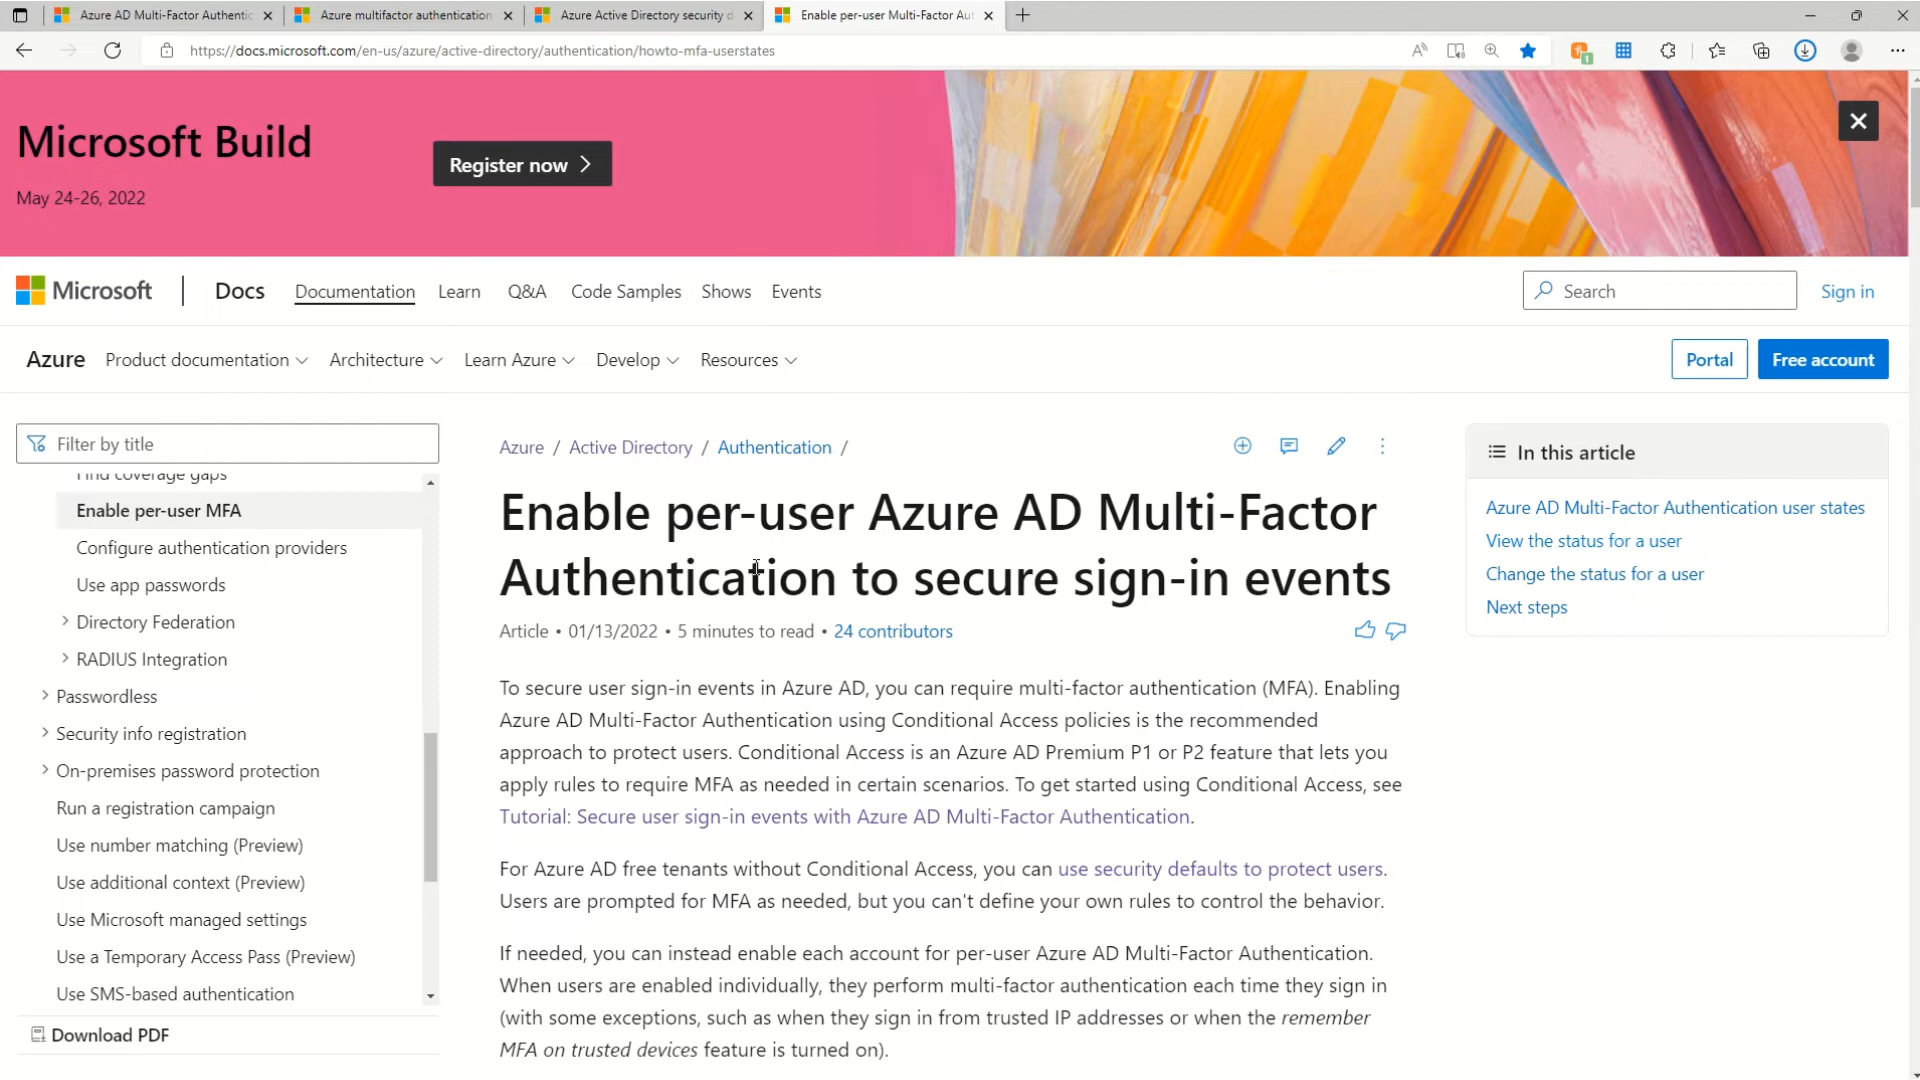 Azure AD Multi-Factor Authentic
Azure multifactor authentication
Azure Active Directory security d
Enable per-user Multi-Factor Aut
https://docs.microsoft.com/en-us/azure/active-directory/authentication/howto-mfa-userstates
1
Microsoft Build
May 24-26, 2022
Register now
Microsoft
Docs
Documentation
Learn
Q&A
Code Samples
Shows
Events
Search
Sign in
Azure
Product documentation
Architecture
Learn Azure
Develop
Resources
Portal
Free account
Filter by title
Find coverage gaps
Enable per-user MFA
Configure authentication providers
Use app passwords
Directory Federation
RADIUS Integration
Passwordless
Security info registration
On-premises password protection
Run a registration campaign
Use number matching (Preview)
Use additional context (Preview)
Use Microsoft managed settings
Use a Temporary Access Pass (Preview)
Use SMS-based authentication
Download PDF
Azure / Active Directory / Authentication /
Enable per-user Azure AD Multi-Factor
Authentication to secure sign-in events
Article • 01/13/2022 • 5 minutes to read • 24 contributors
To secure user sign-in events in Azure AD, you can require multi-factor authentication (MFA). Enabling
Azure AD Multi-Factor Authentication using Conditional Access policies is the recommended
approach to protect users. Conditional Access is an Azure AD Premium P1 or P2 feature that lets you
apply rules to require MFA as needed in certain scenarios. To get started using Conditional Access, see
Tutorial: Secure user sign-in events with Azure AD Multi-Factor Authentication.
For Azure AD free tenants without Conditional Access, you can use security defaults to protect users.
Users are prompted for MFA as needed, but you can't define your own rules to control the behavior.
If needed, you can instead enable each account for per-user Azure AD Multi-Factor Authentication.
When users are enabled individually, they perform multi-factor authentication each time they sign in
(with some exceptions, such as when they sign in from trusted IP addresses or when the remember
MFA on trusted devices feature is turned on).
In this article
Azure AD Multi-Factor Authentication user states
View the status for a user
Change the status for a user
Next steps